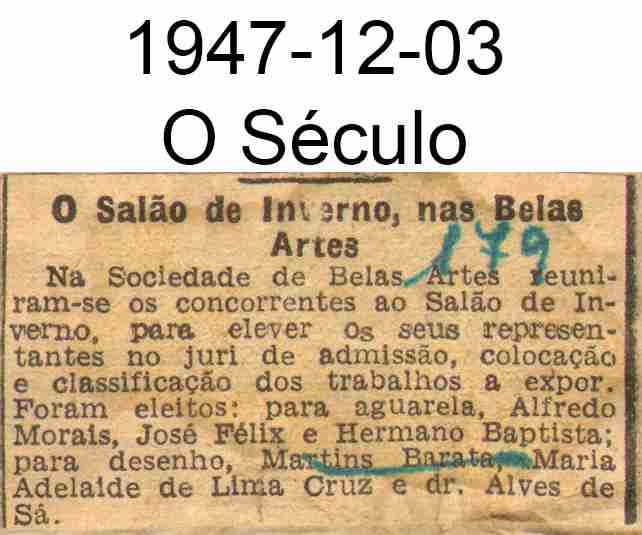 1947-12-03
O Século
O Salão de Inverno, nas Belas
Artes
179
Na Sociedade de Belas Artes reuni-
ram-se os concorrentes ao Salão de In-
verno, para elever os seus represen-
tantes no juri de admissão, colocação
e classificação dos trabalhos a expor.
Foram eleitos: para aguarela, Alfredo
Morais, José Félix e Hermano Baptista;
para desenho, Martins Barata, Maria
Adelaide de Lima Cruz e dr. Alves de
Sá.